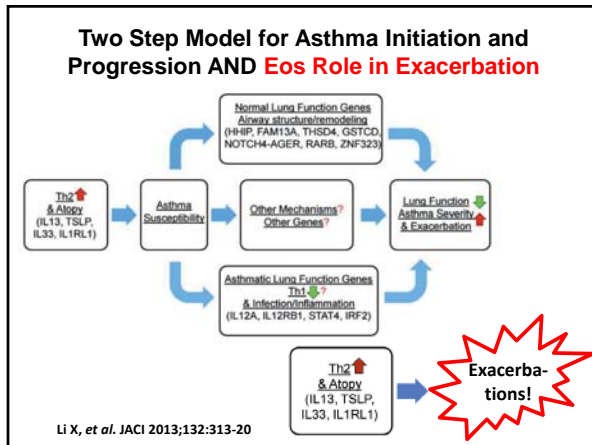 Two Step Model for Asthma Initiation and
Progression AND Eos Role in Exacerbation
Normal Lung Function Genes
Airway structure/remodeling
(HHIP, FAM13A, THSD4, GSTCD,
NOTCH4-AGER, RARB, ZNF323)
Th2
& Atopy
(IL13, TSLP,
IL33, IL1RL1)
Asthma
Susceptibility
Other Mechanisms?
Other Genes?
Lung Function
Asthma Severity
& Exacerbation
Asthmatic Lung Function Genes
Th1 ?
& Infection/Inflammation
(IL12A, IL12RB1, STAT4, IRF2)
Th2
& Atopy
(IL13, TSLP,
IL33, IL1RL1)
Exacerba-
tions!
Li X, et al. JACI 2013;132:313-20